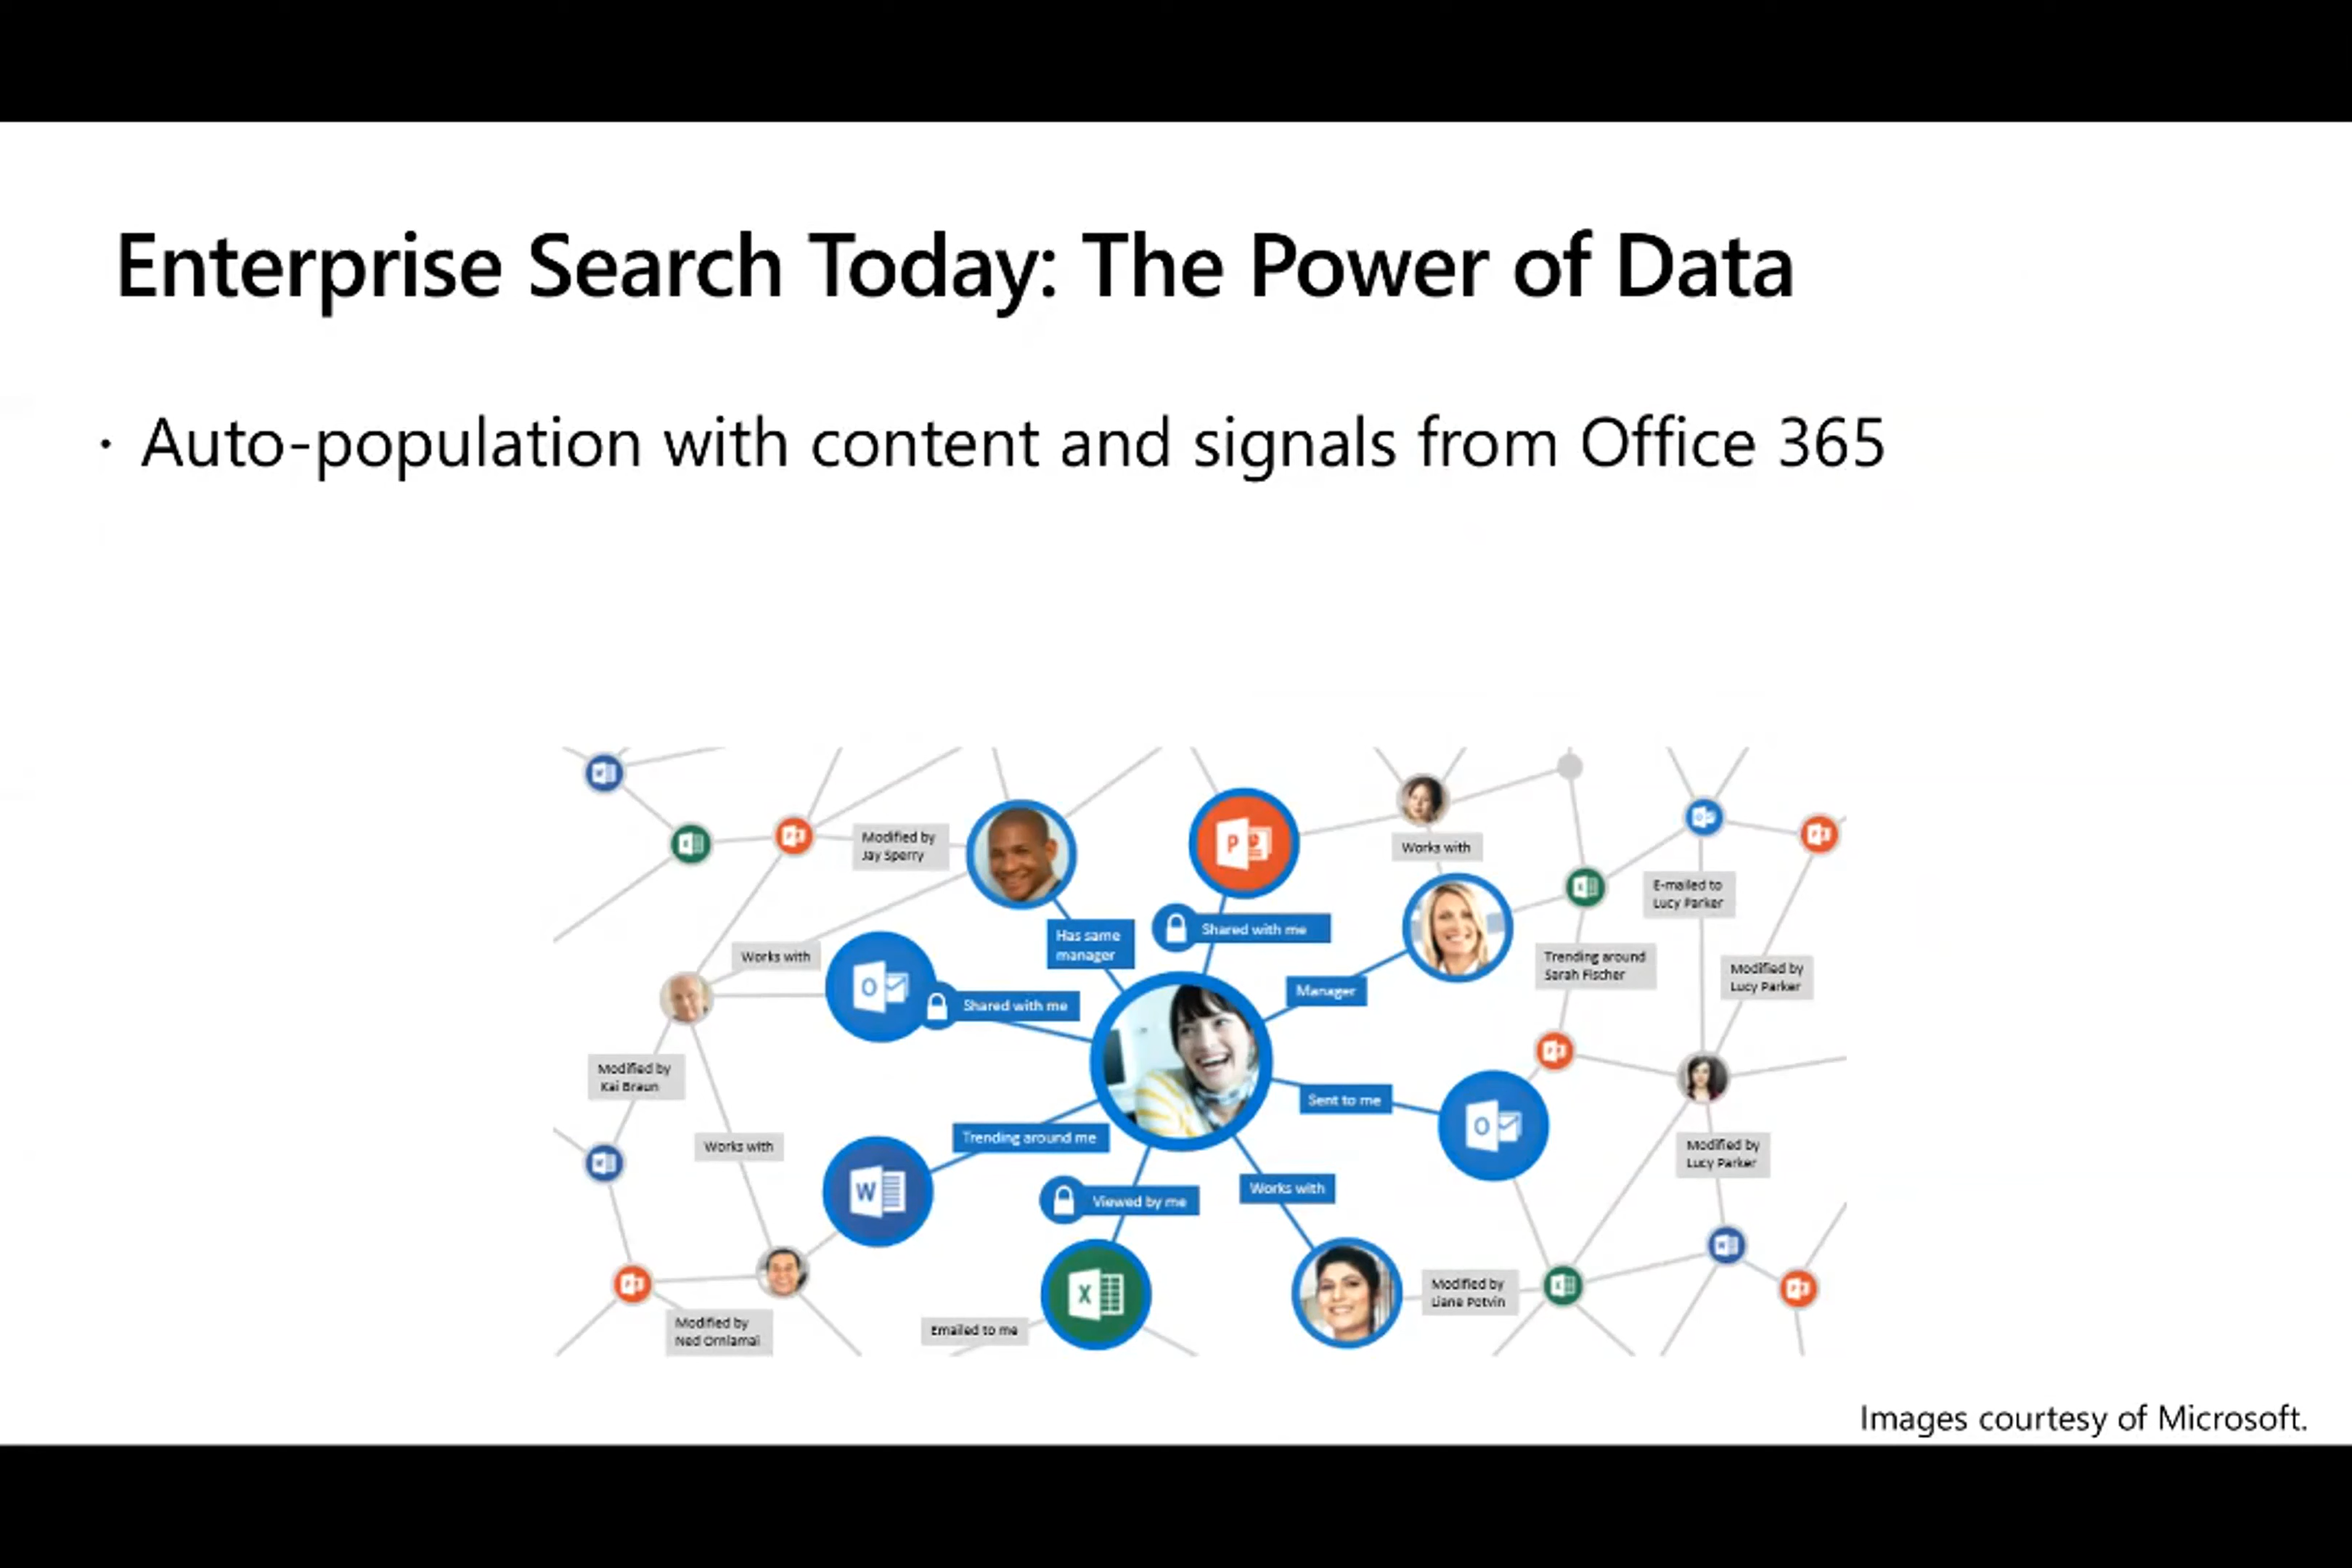 Enterprise Search Today: The Power of Data
· Auto-population with content and signals from Office 365
Modified by
Jay Sperry
Works with
E-mailed to
Lucy Parker
Has same
manager
Shared with me
Works with
Trending around
Sarah Fischer
Modified by
Lucy Parker
Manager
Shared with me
Modified by
Kai Braun
Sent to me
Trending around me
Works with
Modified by
Lucy Parker
Viewed by me
Works with
Modified by
Liane Potvin
Modified by
Ned Ornlamai
Emailed to me
P
O
O
W
X
Images courtesy of Microsoft.